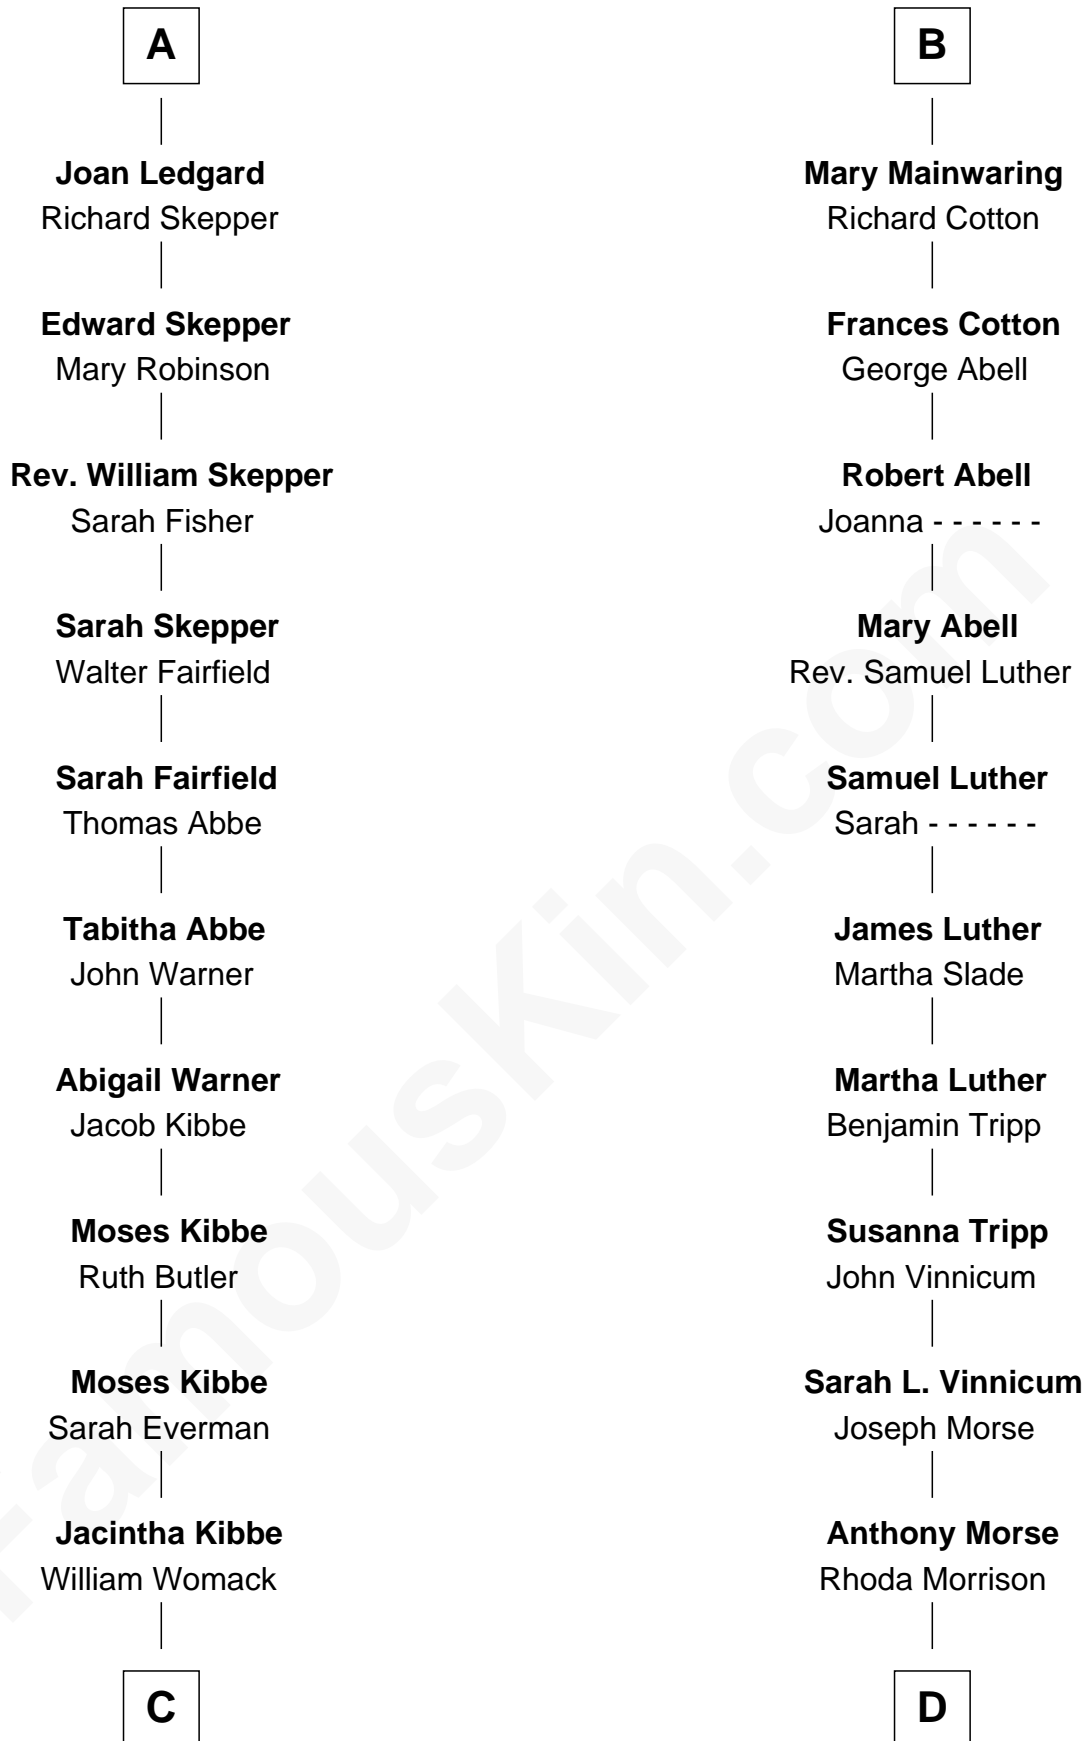 A
Joan Ledgard
Richard Skepper
Edward Skepper
Mary Robinson
Rev. William Skepper
Sarah Fisher
Sarah Skepper
Walter Fairfield
Sarah Fairfield
Thomas Abbe
Tabitha Abbe
John Warner
Abigail Warner
Jacob Kibbe
Moses Kibbe
Ruth Butler
Moses Kibbe
Sarah Everman
Jacintha Kibbe
William Womack
C
B
Mary Mainwaring
Richard Cotton
Frances Cotton
George Abell
Robert Abell
Joanna - - - - - -
Mary Abell
Rev. Samuel Luther
Samuel Luther
Sarah - - - - - -
James Luther
Martha Slade
Martha Luther
Benjamin Tripp
Susanna Tripp
John Vinnicum
Sarah L. Vinnicum
Joseph Morse
Anthony Morse
Rhoda Morrison
D
FamousKin.com